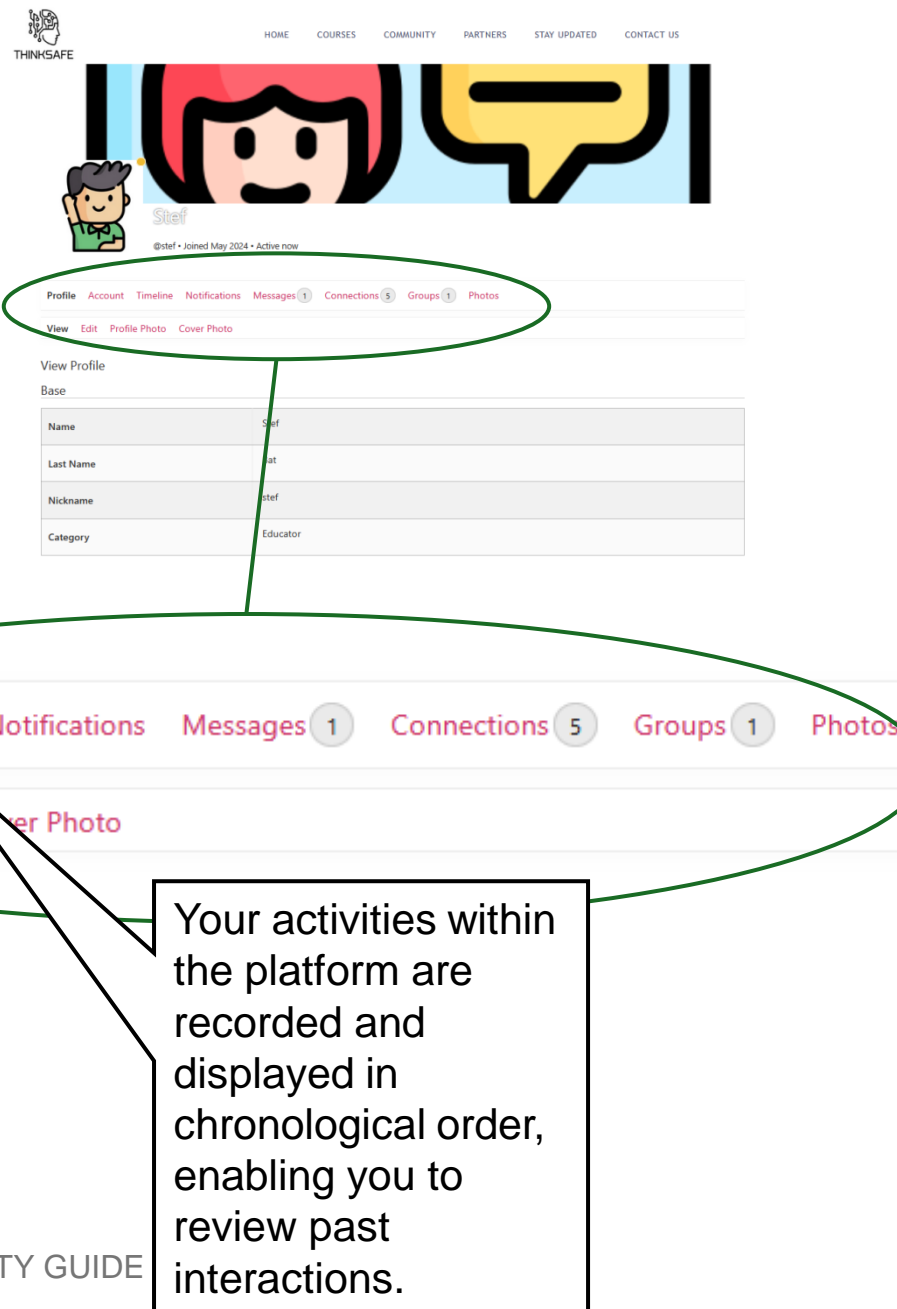 THINKSAFE
HOME COURSES COMMUNITY PARTNERS STAY UPDATED CONTACT US
Stef
@stef • Joined May 2024 • Active now
Profile Account Timeline Notifications Messages 1 Connections 5 Groups 1 Photos
View Edit Profile Photo Cover Photo
View Profile
Base
Name Stef
Last Name
Nickname stef
Category Educator
Notifications Messages 1 Connections 5 Groups 1 Photos
Photo
Your activities within
the platform are
recorded and
displayed in
chronological order,
enabling you to
review past
interactions.
TY GUIDE